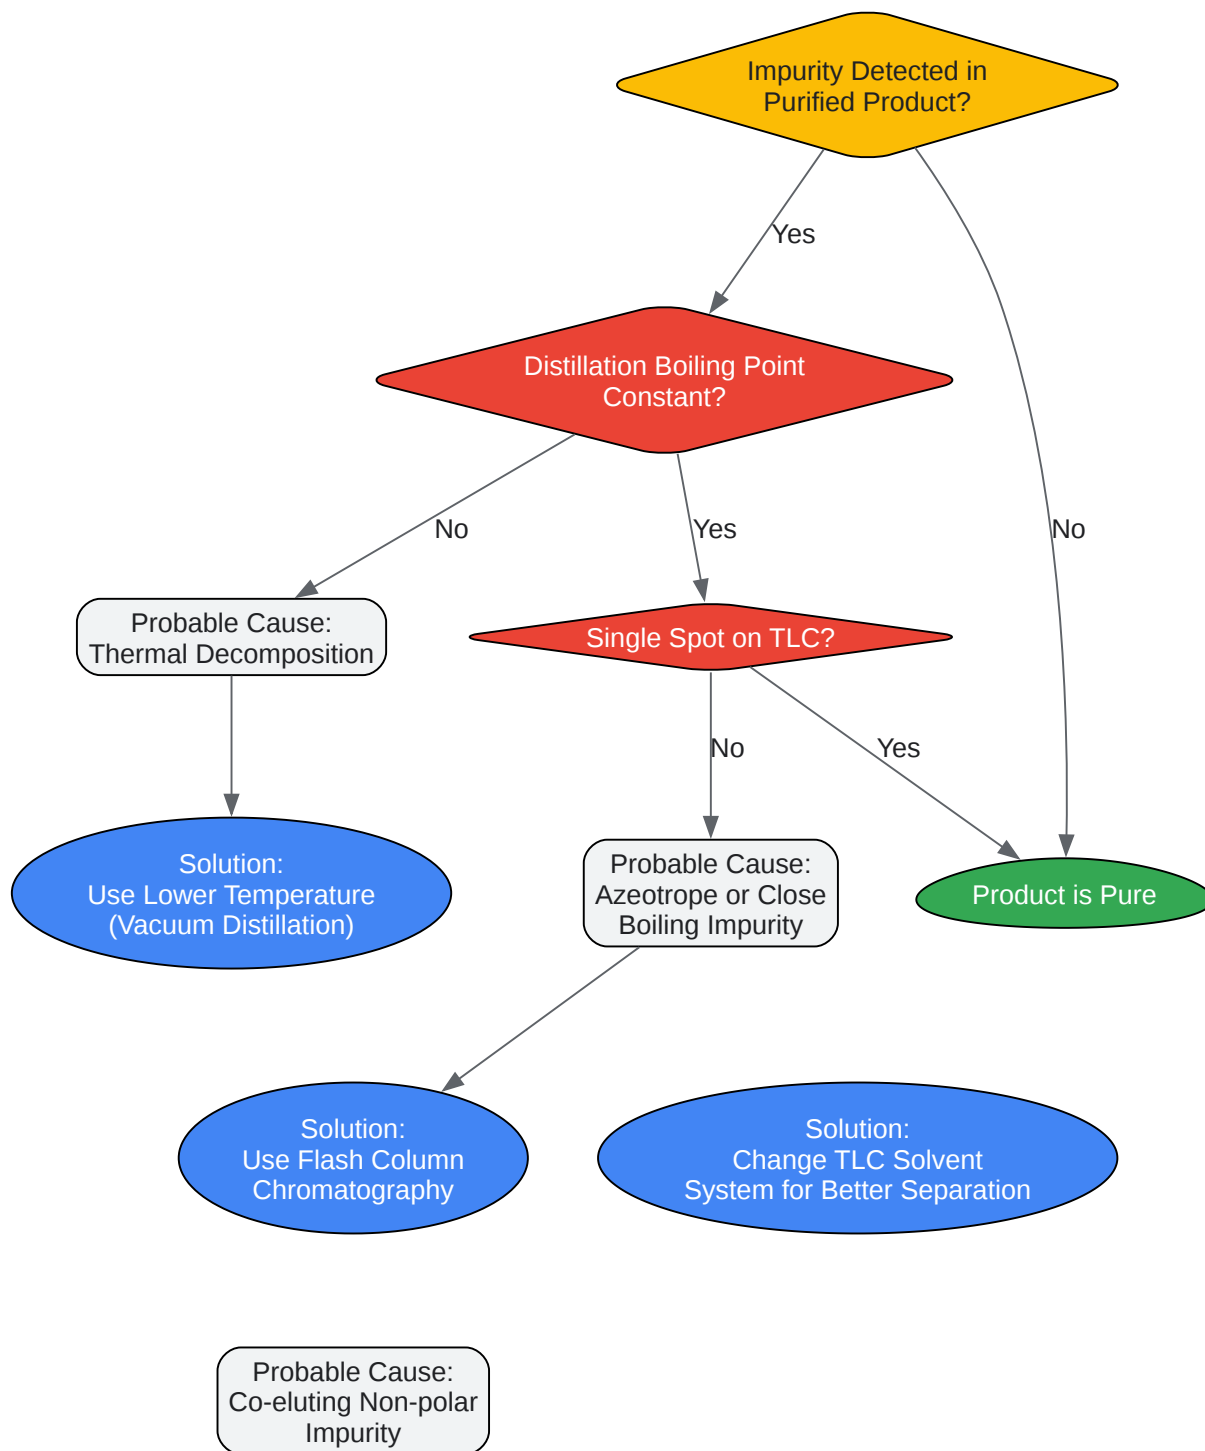 Impurity Detected in
Purified Product?
Yes
Distillation Boiling Point
Constant?
No
Yes
No
Probable Cause:
Thermal Decomposition
Single Spot on TLC?
No
Yes
Solution:
Use Lower Temperature
(Vacuum Distillation)
Probable Cause:
Azeotrope or Close
Boiling Impurity
Product is Pure
Solution:
Use Flash Column
Chromatography
Solution:
Change TLC Solvent
System for Better Separation
Probable Cause:
Co-eluting Non-polar
Impurity